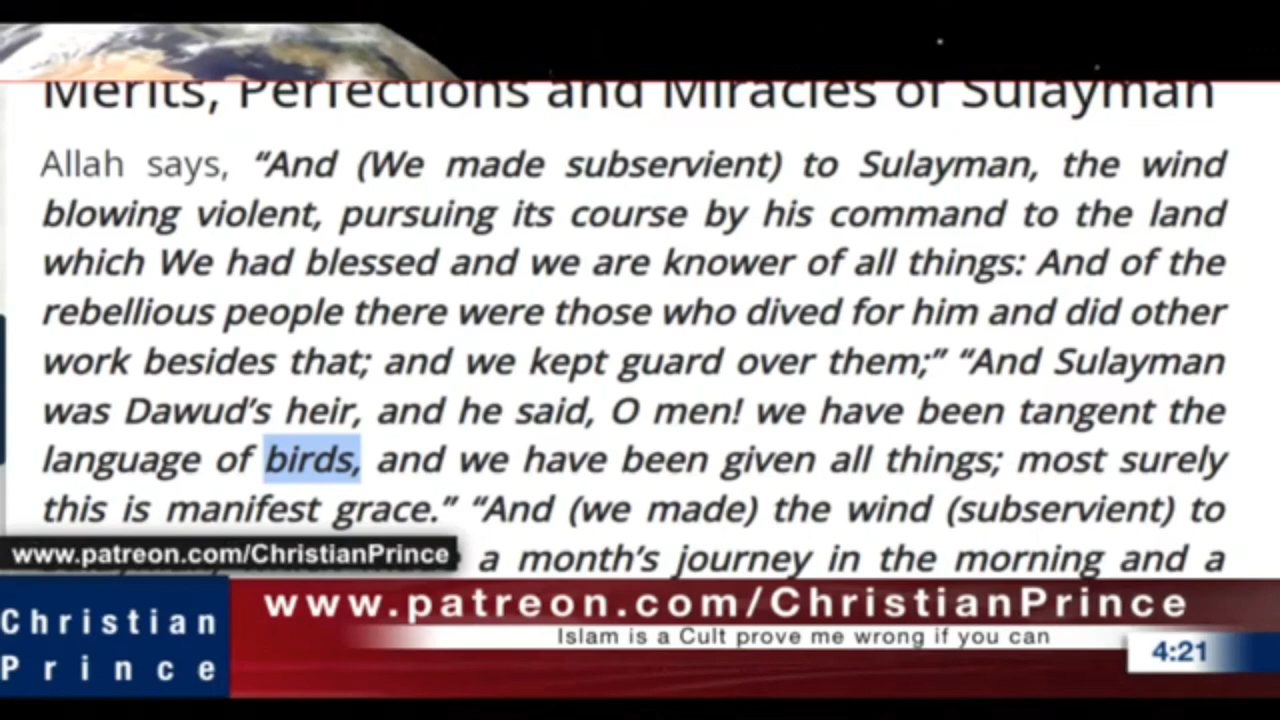 Merits, Perfections and Miracles of Sulayman
Allah says, “And (We made subservient) to Sulayman, the wind
blowing violent, pursuing its course by his command to the land
which We had blessed and we are knower of all things: And of the
rebellious people there were those who dived for him and did other
work besides that; and we kept guard over them;” “And Sulayman
was Dawud’s heir, and he said, O men! we have been tangent the
language of birds, and we have been given all things; most surely
this is manifest grace.” “And (we made) the wind (subservient) to
a month’s journey in the morning and a
www.patreon.com/ChristianPrince
www.patreon.com/ChristianPrince
Islam is a Cult prove me wrong if you can
Christian
Prince
4:21